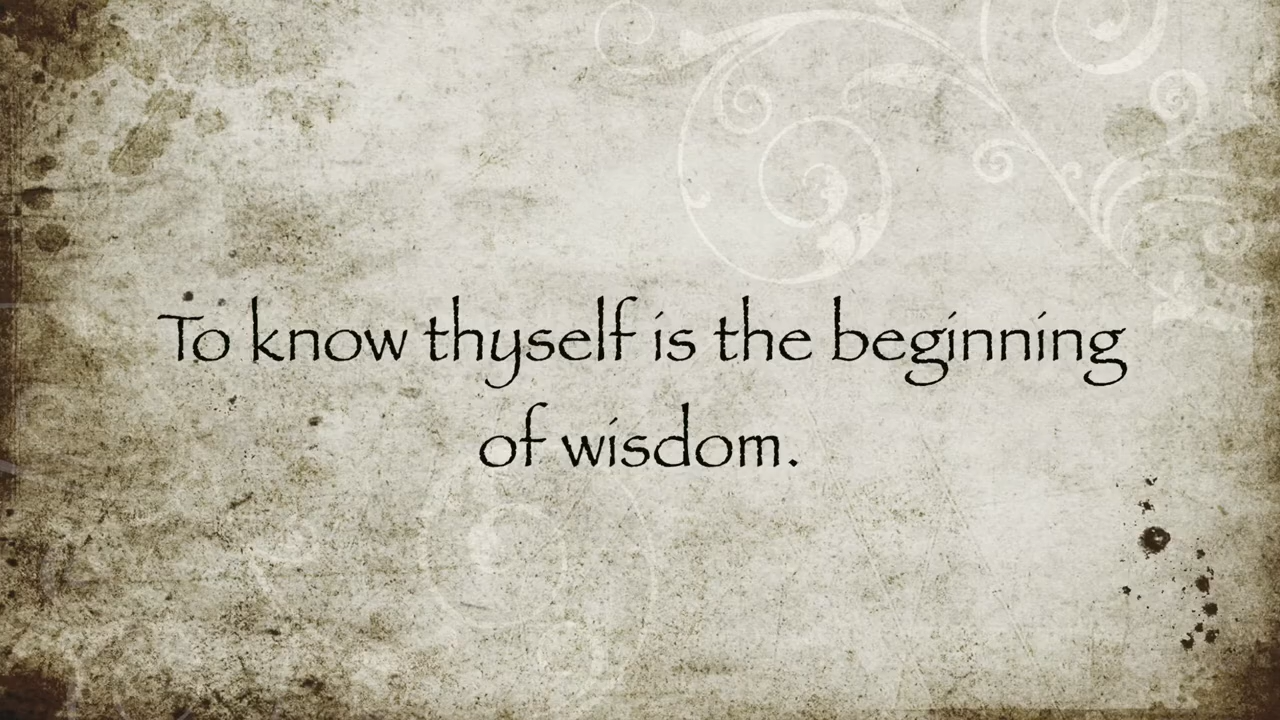 To know thyself is the beginning
of wisdom.